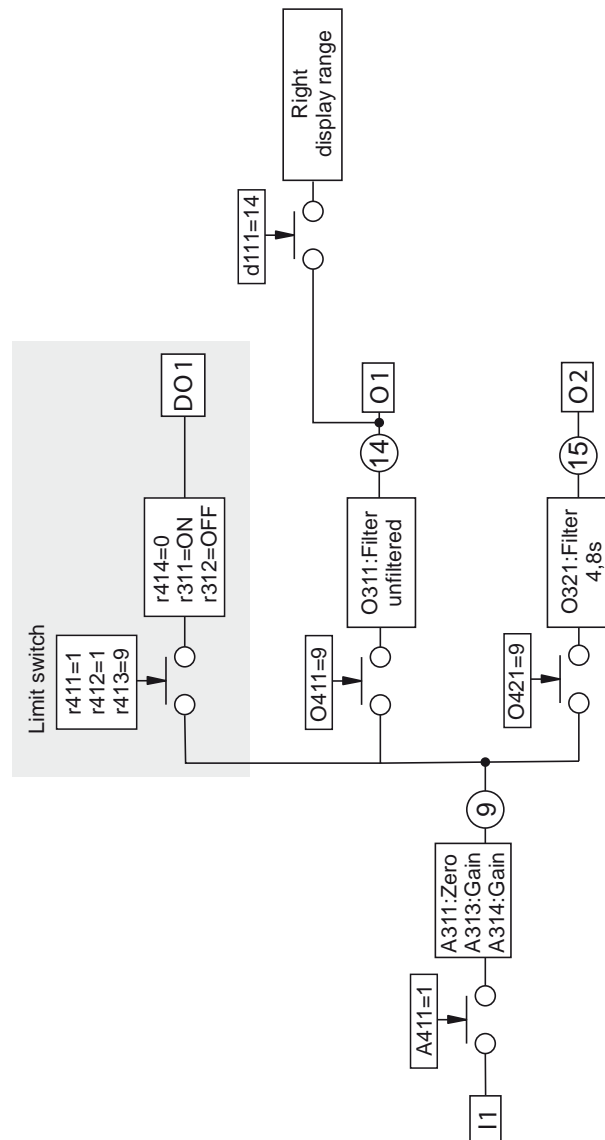 Limit switch
r411=1
r412=1
r413=9
r414=0
r311=ON
r312=OFF
DO1
I1
A411=1
A311:Zero
A313:Gain
A314:Gain
9
O411=9
O311:Filter
unfiltered
14
O1
d111=14
Right
display range
O421=9
O321:Filter
4,8s
15
O2